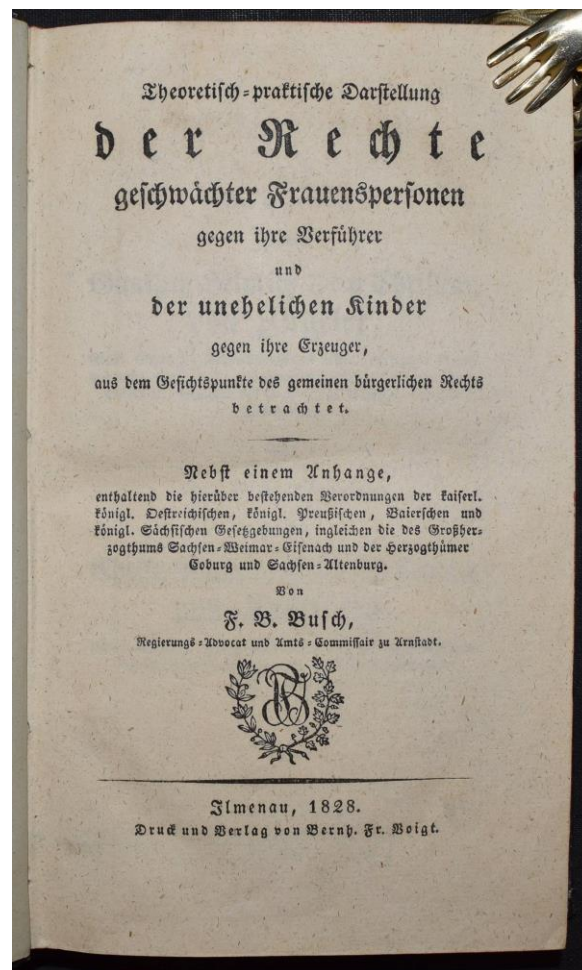 Theoretisch-praktische Darstellung
der Rechte
geschwächter Frauenspersonen
gegen ihre Verführer
und
der unehelichen Kinder
gegen ihre Erzeuger,
aus dem Gesichtspunkte des gemeinen bürgerlichen Rechts
betrachtet.
Nebst einem Anhange,
enthaltend die hierüber bestehenden Verordnungen der kaiserl.
königl. Oestreichischen, königl. Preußischen, Baierschen und
königl. Sächsischen Gesetzgebungen, ingleichen die des Großher-
zogthums Sachsen-Weimar-Eisenach und der Herzogthümer
Coburg und Sachsen-Altenburg.
Von
F. B. Busch,
Regierungs-Advocat und Amts-Commissair zu Arnstadt.
Ilmenau, 1828.
Druck und Verlag von Bernh. Fr. Voigt.